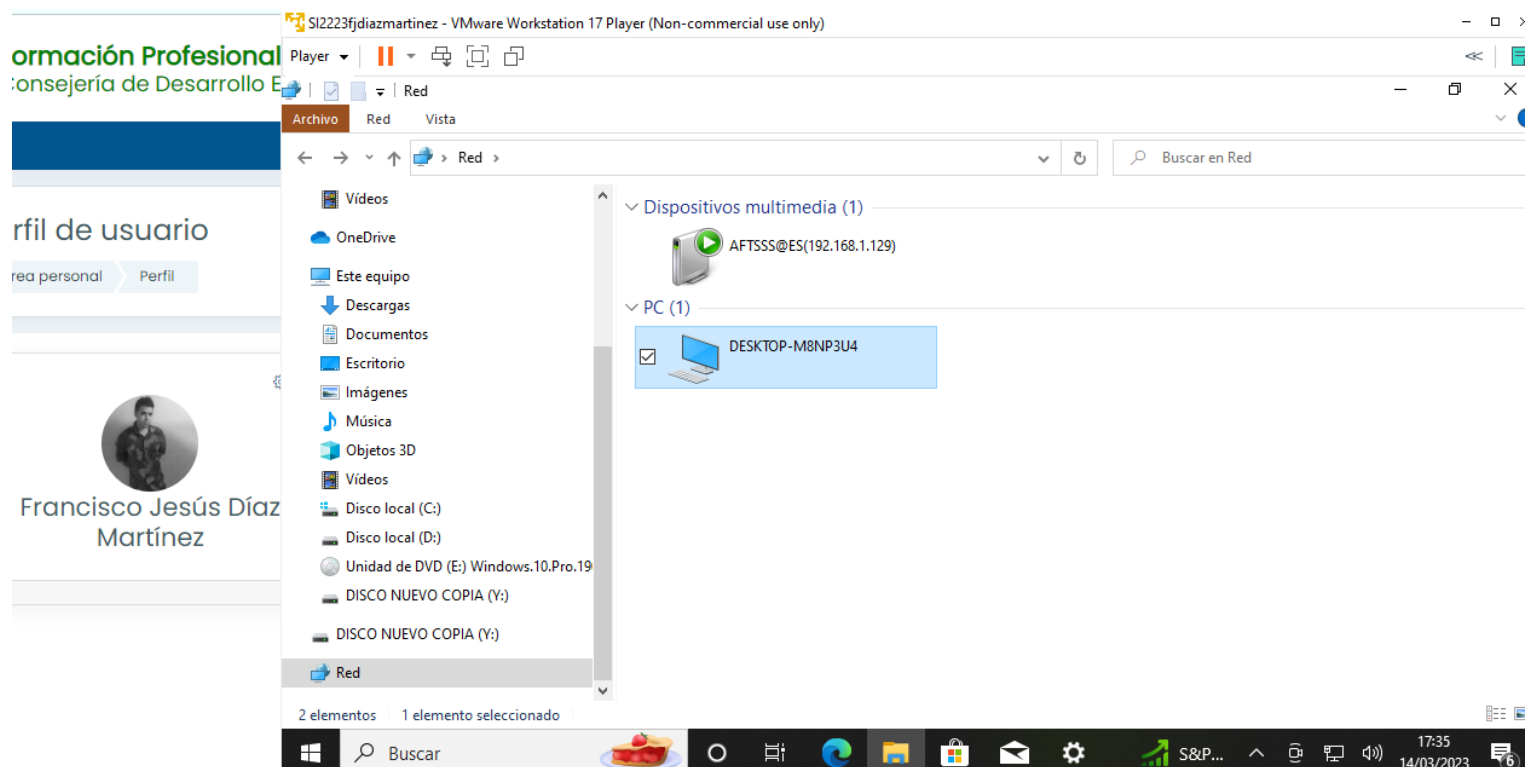 SI2223fjdiazmartinez - VMware Workstation 17 Player (Non-commercial use only)
ormación Profesional
onsejería de Desarrollo E
rfil de usuario
rea personal
Perfil
Francisco Jesús Díaz
Martínez
Player
Red
Archivo
Red
Vista
Red
Buscar en Red
Vídeos
OneDrive
Este equipo
Descargas
Documentos
Escritorio
Imágenes
Música
Objetos 3D
Vídeos
Disco local (C:)
Disco local (D:)
Unidad de DVD (E:) Windows.10.Pro.19
DISCO NUEVO COPIA (Y:)
DISCO NUEVO COPIA (Y:)
Red
Dispositivos multimedia (1)
AFTSSS@ES(192.168.1.129)
PC (1)
DESKTOP-M8NP3U4
2 elementos
1 elemento seleccionado
Buscar
S&P...
17:35
14/03/2023
6